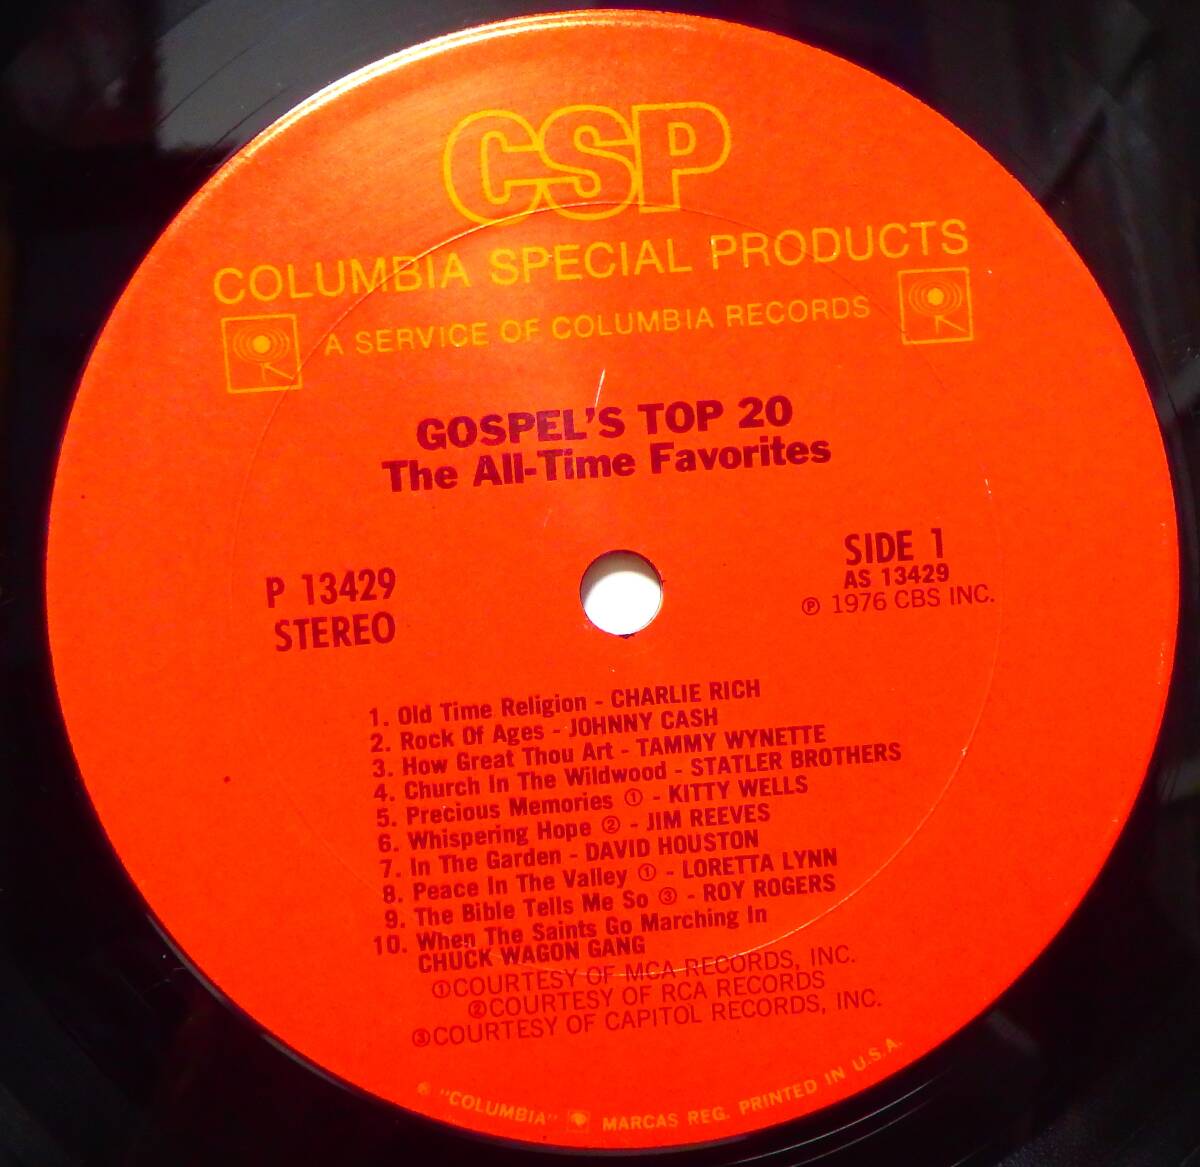 CSP
COLUMBIA SPECIAL PRODUCTS
A SERVICE OF COLUMBIA RECORDS
GOSPEL'S TOP 20
The All-Time Favorites
P 13429
STEREO
SIDE 1
AS 13429
℗ 1976 CBS INC.
1. Old Time Religion - CHARLIE RICH
2. Rock Of Ages - JOHNNY CASH
3. How Great Thou Art - TAMMY WYNETTE
4. Church In The Wildwood - STATLER BROTHERS
5. Precious Memories ① - KITTY WELLS
6. Whispering Hope ② - JIM REEVES
7. In The Garden - DAVID HOUSTON
8. Peace In The Valley ① - LORETTA LYNN
9. The Bible Tells Me So ③ - ROY ROGERS
10. When The Saints Go Marching In
CHUCK WAGON GANG
①COURTESY OF MCA RECORDS, INC.
②COURTESY OF RCA RECORDS
③COURTESY OF CAPITOL RECORDS, INC.
® "COLUMBIA" MARCAS REG. PRINTED IN U.S.A.